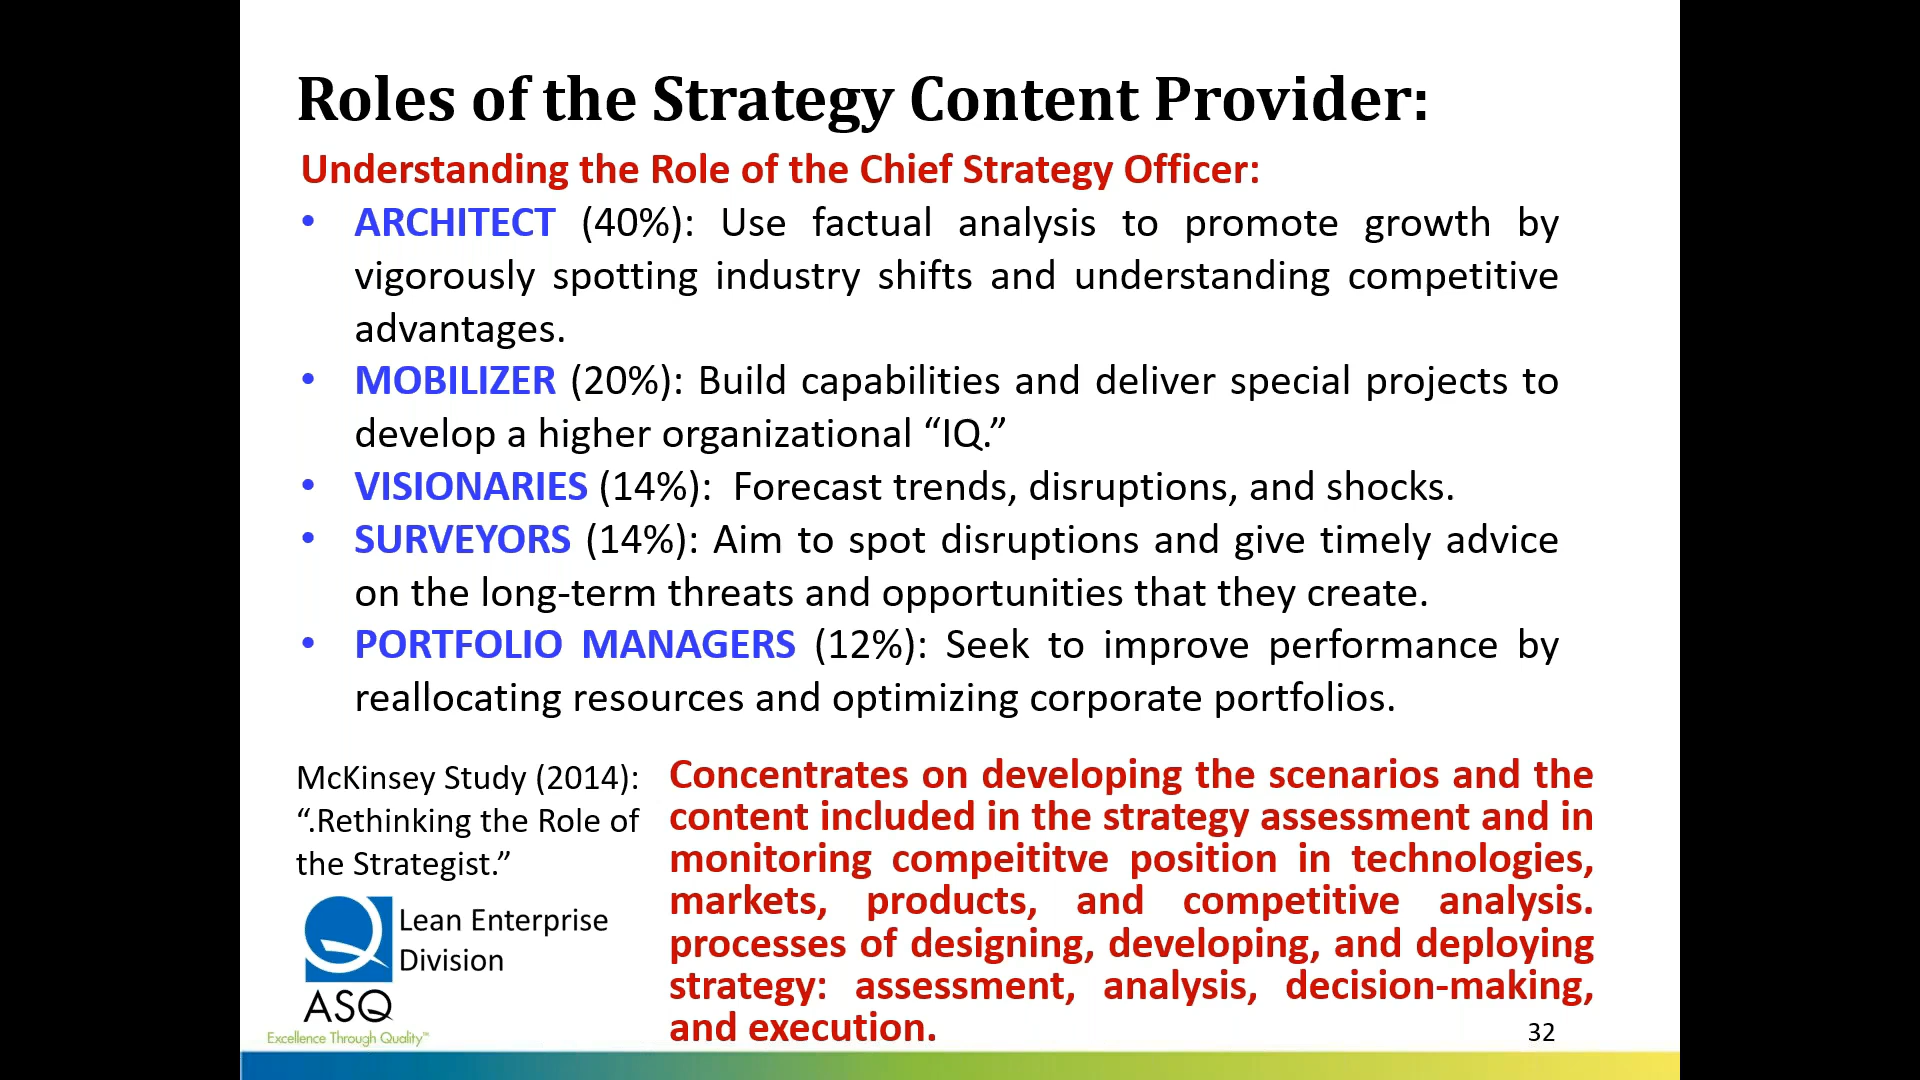 Roles of the Strategy Content Provider:
Understanding the Role of the Chief Strategy Officer:
• ARCHITECT (40%): Use factual analysis to promote growth by
vigorously spotting industry shifts and understanding competitive
advantages.
• MOBILIZER (20%): Build capabilities and deliver special projects to
develop a higher organizational “IQ.”
• VISIONARIES (14%): Forecast trends, disruptions, and shocks.
• SURVEYORS (14%): Aim to spot disruptions and give timely advice
on the long-term threats and opportunities that they create.
• PORTFOLIO MANAGERS (12%): Seek to improve performance by
reallocating resources and optimizing corporate portfolios.
McKinsey Study (2014):
“.Rethinking the Role of
the Strategist.”
Concentrates on developing the scenarios and the
content included in the strategy assessment and in
monitoring compeititve position in technologies,
markets, products, and competitive analysis.
processes of designing, developing, and deploying
strategy: assessment, analysis, decision-making,
and execution.
Lean Enterprise
Division
ASQ
Excellence Through Quality™
32